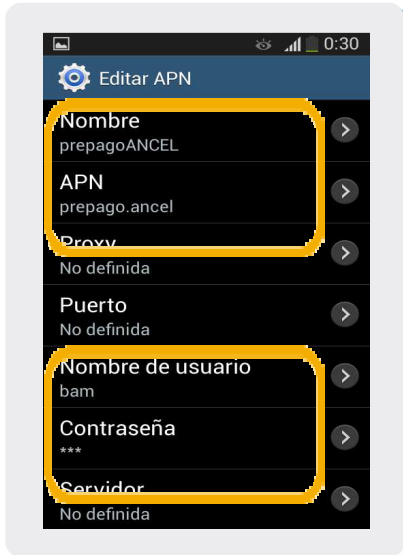 0:30
Editar APN
Nombre
prepagoANCEL
APN
prepago.ancel
Proxy
No definida
Puerto
No definida
Nombre de usuario
bam
Contraseña
***
Servidor
No definida